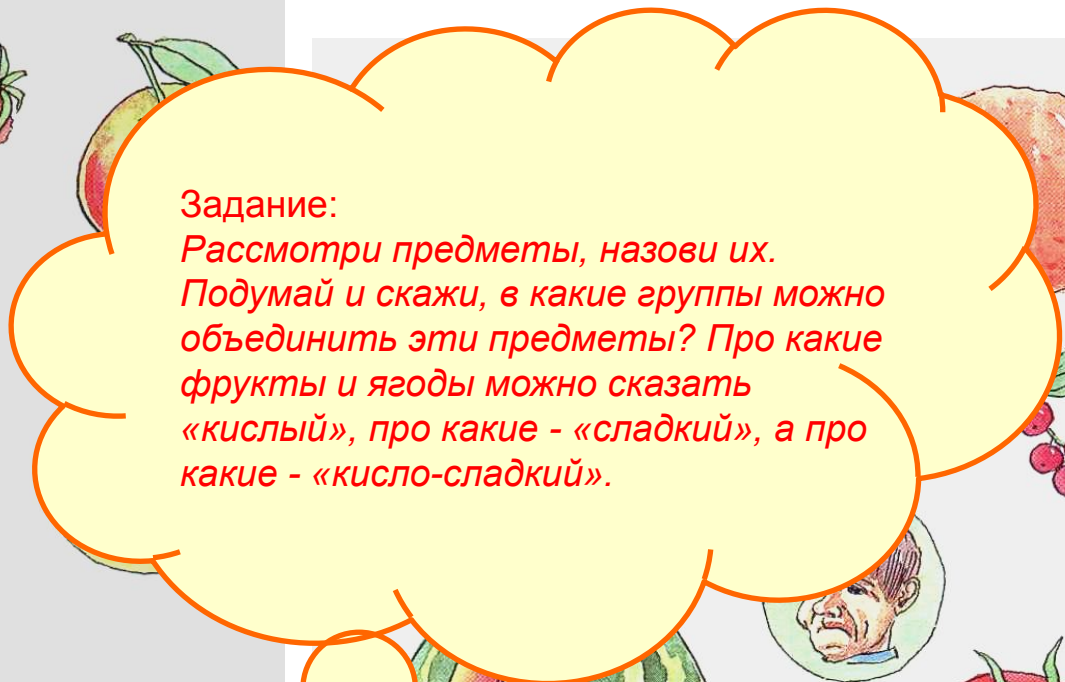 Задание:
Рассмотри предметы, назови их.
Подумай и скажи, в какие группы можно
объединить эти предметы? Про какие
фрукты и ягоды можно сказать
«кислый», про какие - «сладкий», а про
какие - «кисло-сладкий».